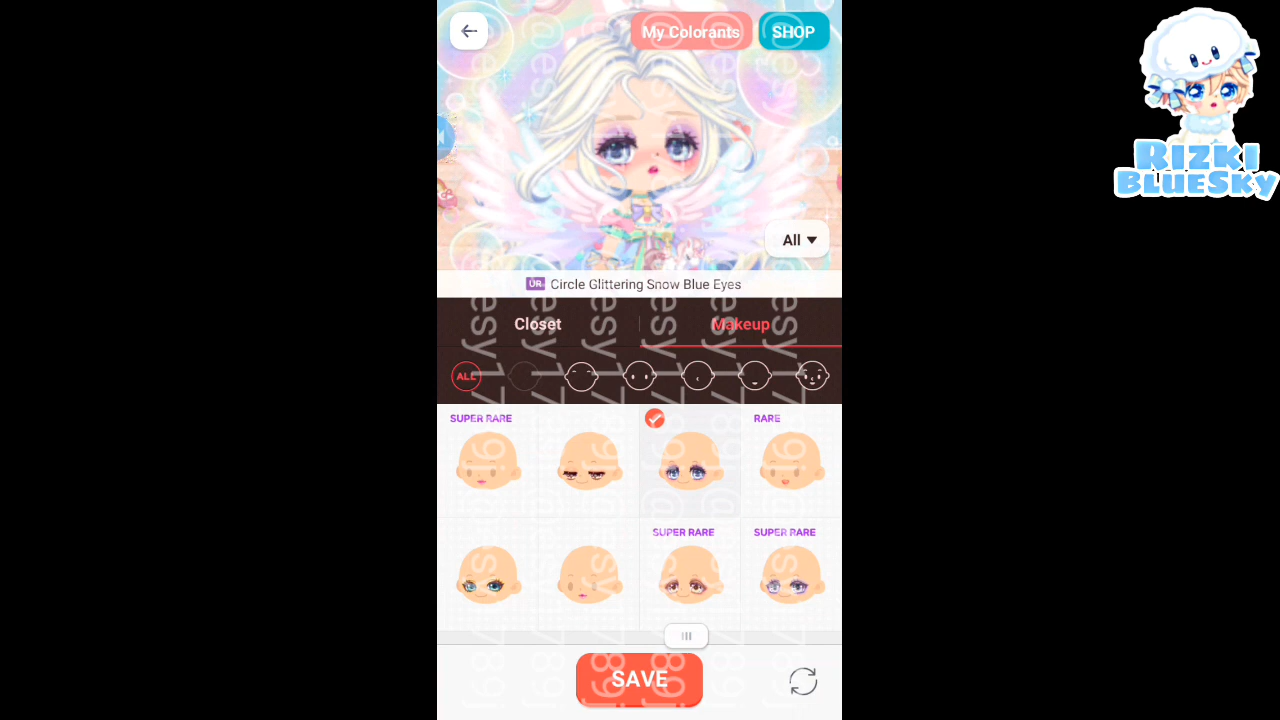 My Colorants
SHOP
RIZKI
BLUESKY
All
UR Circle Glittering Snow Blue Eyes
Closet
Makeup
ALL
SUPER RARE
RARE
SUPER RARE
SUPER RARE
SAVE